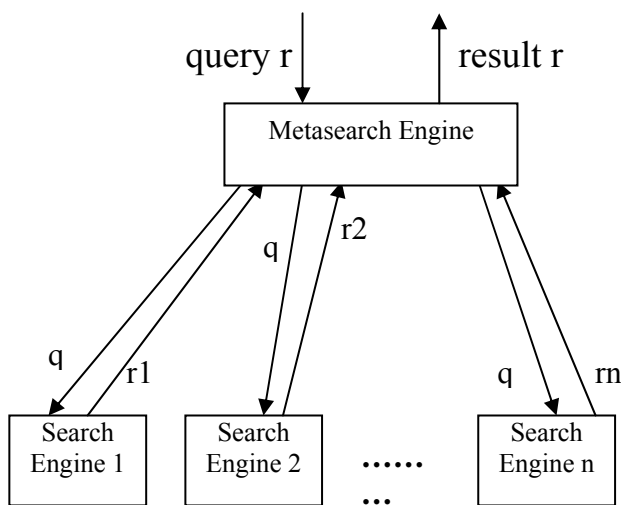 query r
result r
Metasearch Engine
q
r2
q
r1
q
rn
Search
Engine 1
Search
Engine 2
......
...
Search
Engine n